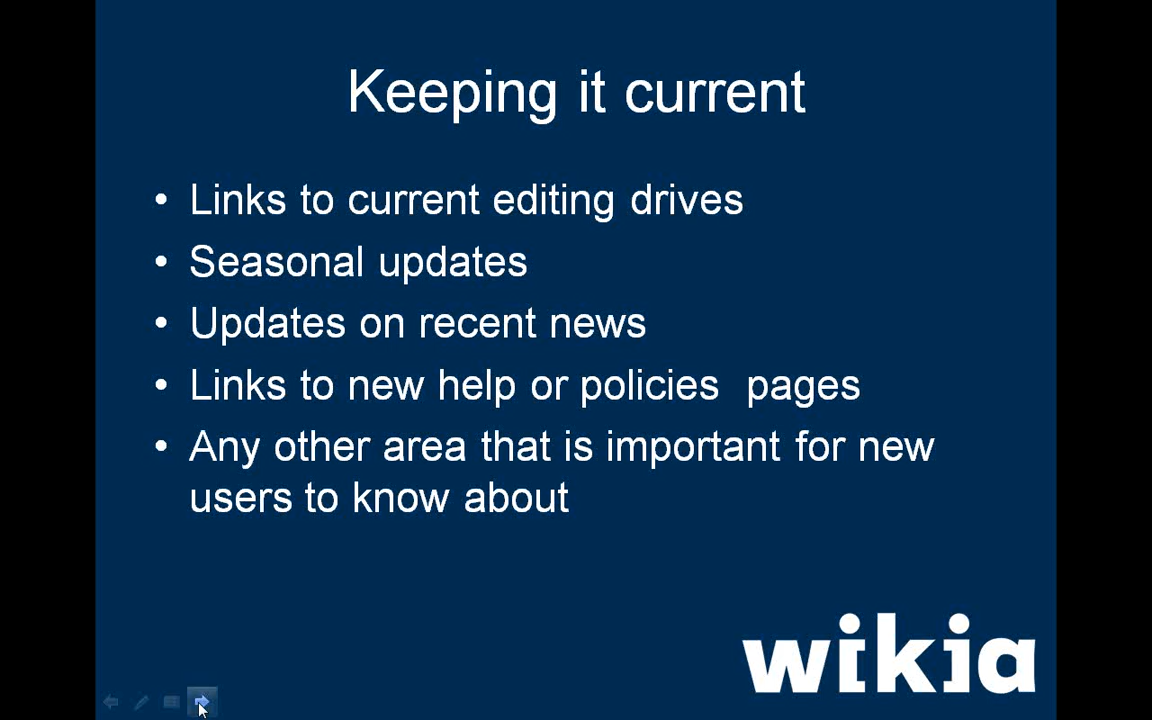 Keeping it current
• Links to current editing drives
• Seasonal updates
• Updates on recent news
• Links to new help or policies  pages
• Any other area that is important for new
users to know about
wikia